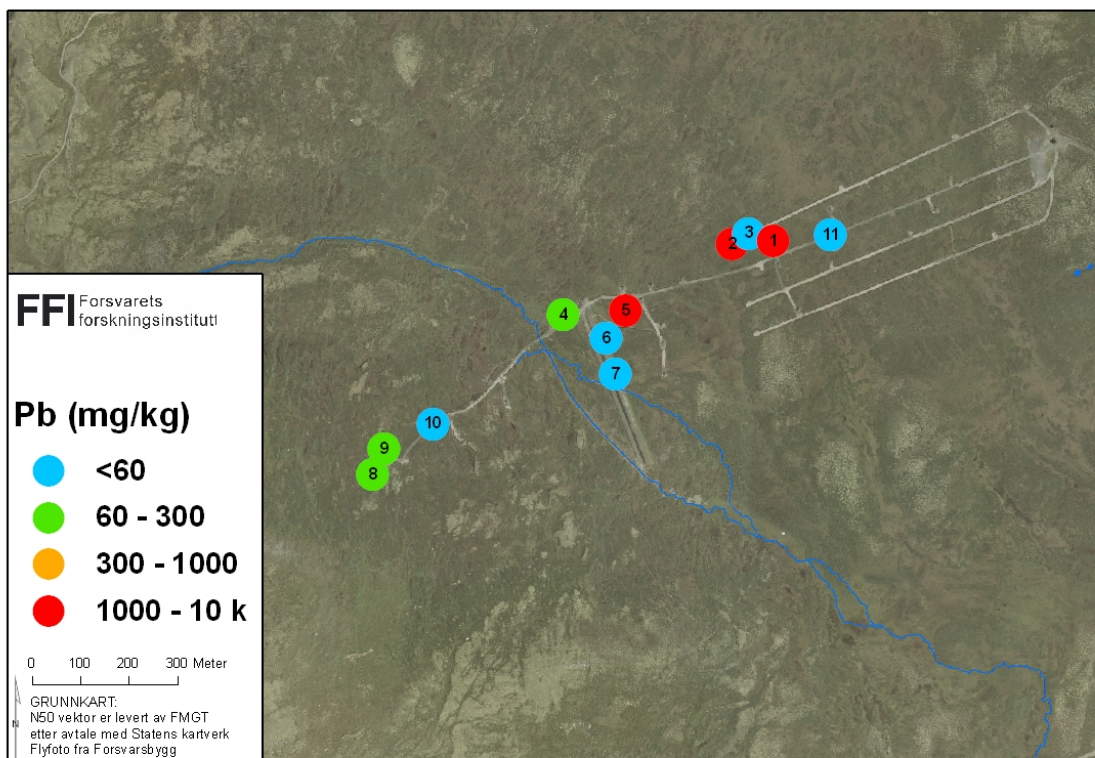 2
3
1
11
4
5
6
7
10
9
8
FFI Forsvarets
forskningsinstitutt
Pb (mg/kg)
<60
60 - 300
300 - 1000
1000 - 10 k
0 100 200 300 Meter
GRUNNKART:
N50 vektor er levert av FMGT
etter avtale med Statens kartverk
Flyfoto fra Forsvarsbygg
N